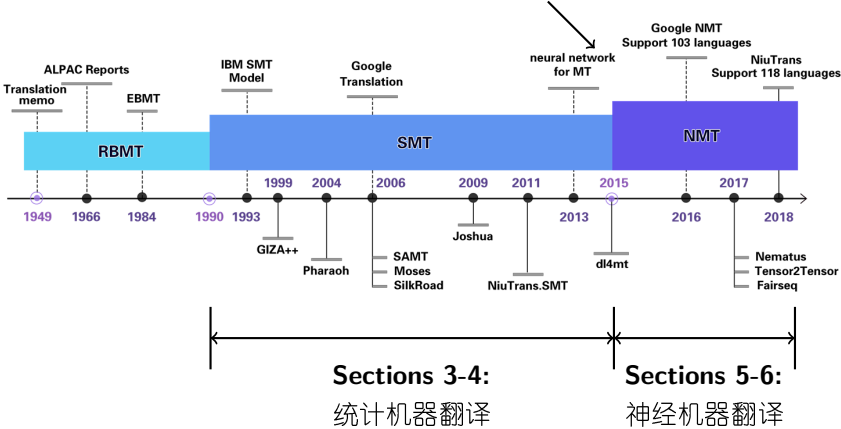 Google NMT
Support 103 languages
neural network
for MT
NiuTrans
Support 118 languages
IBM SMT
Model
Google
Translation
ALPAC Reports
Translation
memo
EBMT
RBMT
SMT
NMT
1999
2004
2006
2009
2011
2015
2017
1949
1966
1984
1990
1993
2013
2016
2018
GIZA++
Pharaoh
SAMT
Moses
SilkRoad
Joshua
NiuTrans.SMT
dl4mt
Nematus
Tensor2Tensor
Fairseq
Sections 3-4:
统计机器翻译
Sections 5-6:
神经机器翻译